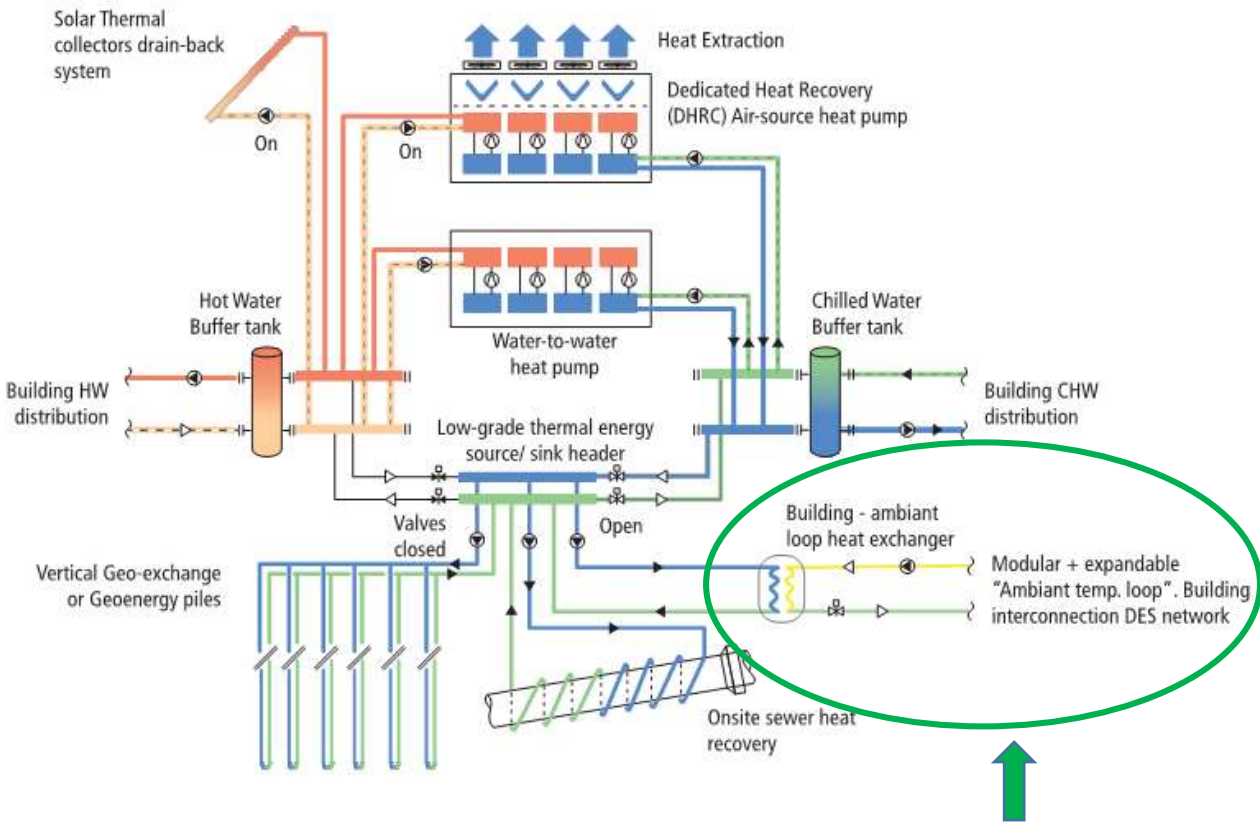 Solar Thermal
collectors drain-back
system
On
On
Heat Extraction
Dedicated Heat Recovery
(DHRC) Air-source heat pump
Hot Water
Buffer tank
Water-to-water
heat pump
Chilled Water
Buffer tank
Building HW
distribution
Building CHW
distribution
Low-grade thermal energy
source/ sink header
Valves
closed
Open
Vertical Geo-exchange
or Geoenergy piles
Building - ambiant
loop heat exchanger
Modular + expandable
“Ambiant temp. loop”. Building
interconnection DES network
Onsite sewer heat
recovery